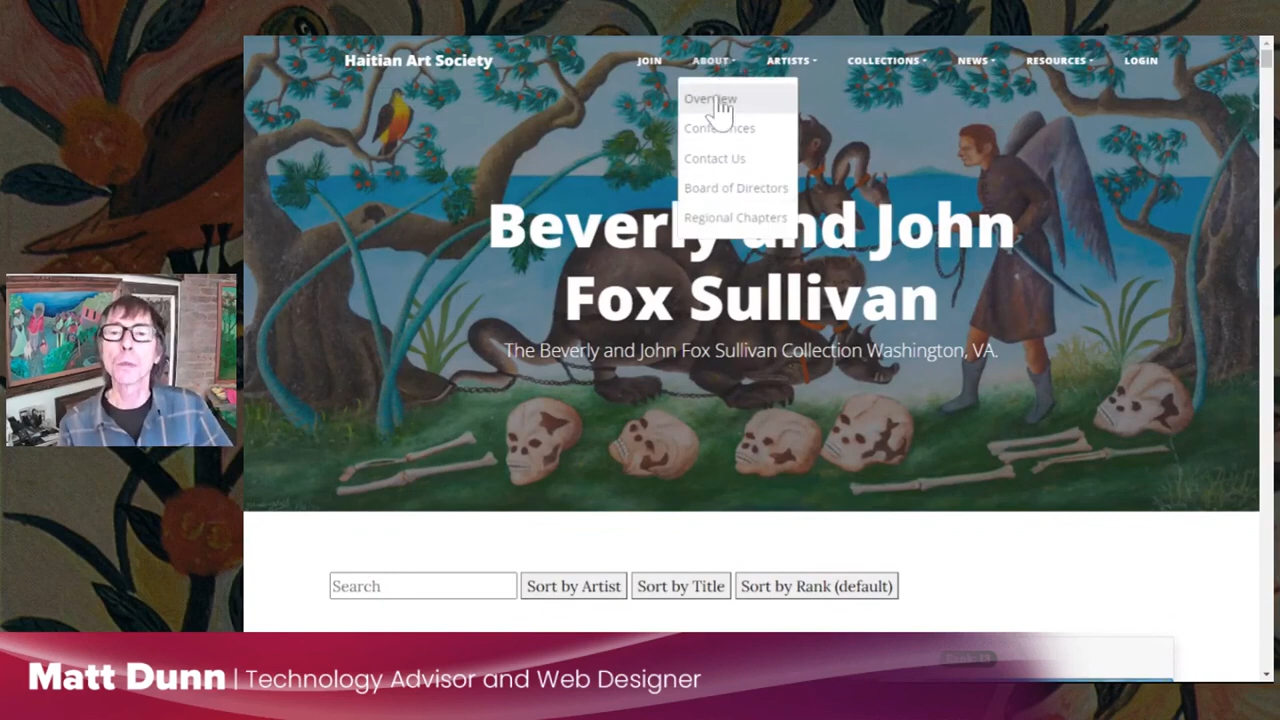 Haitian Art Society
JOIN ABOUT ARTISTS COLLECTIONS NEWS RESOURCES LOGIN
Overview
Conferences
Contact Us
Board of Directors
Regional Chapters
Beverly and John
Fox Sullivan
The Beverly and John Fox Sullivan Collection Washington, VA.
Search Sort by Artist Sort by Title Sort by Rank (default)
Matt Dunn | Technology Advisor and Web Designer